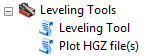 Leveling Tools
Leveling Tool
Plot HGZ file(s)